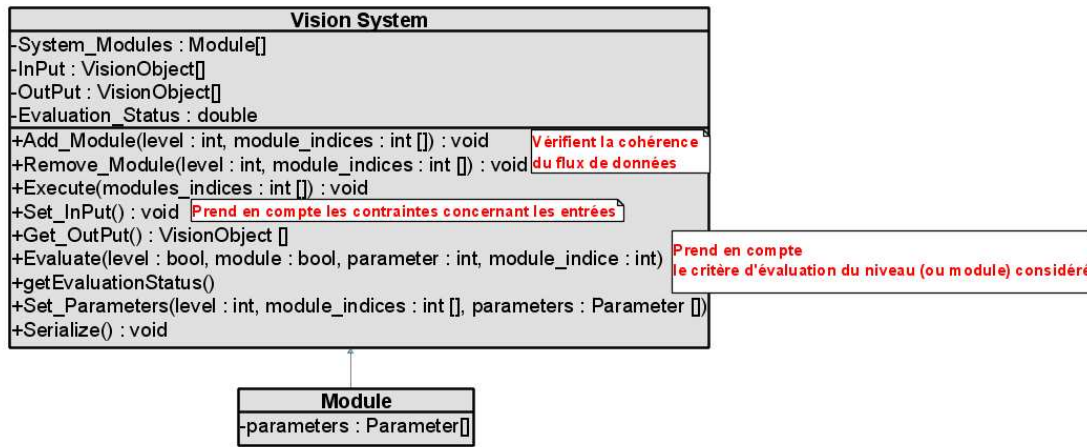 Vision System
-System_Modules : Module[]
-InPut : VisionObject[]
-OutPut : VisionObject[]
-Evaluation_Status : double
+Add_Module(level : int, module_indices : int []) : void
Vérifient la cohérence
du flux de données
+Remove_Module(level : int, module_indices : int []) : void
+Execute(modules_indices : int []) : void
+Set_InPut() : void
Prend en compte les contraintes concernant les entrées
+Get_OutPut() : VisionObject []
+Evaluate(level : bool, module : bool, parameter : int, module_indice : int)
Prend en compte
le critère d'évaluation du niveau (ou module) considéré
+getEvaluationStatus()
+Set_Parameters(level : int, module_indices : int [], parameters : Parameter [])
+Serialize() : void
Module
-parameters : Parameter[]